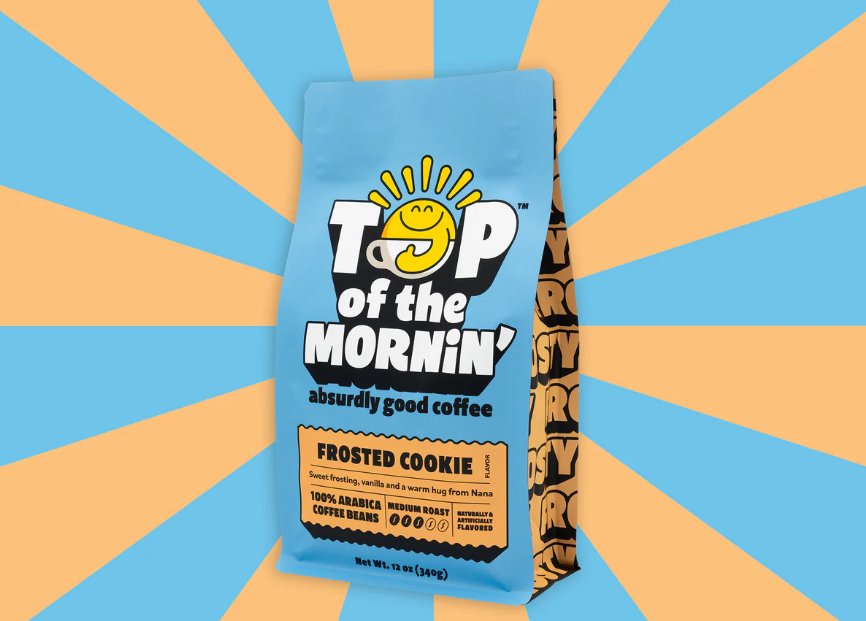 TOP
™
of the
MORNiN'
absurdly good coffee
FROSTED COOKIE
FLAVOR
Sweet frosting, vanilla and a warm hug from Nana
100% ARABICA
COFFEE BEANS
MEDIUM ROAST
NATURALLY &
ARTIFICIALLY
FLAVORED
Net Wt. 12 oz (340g)